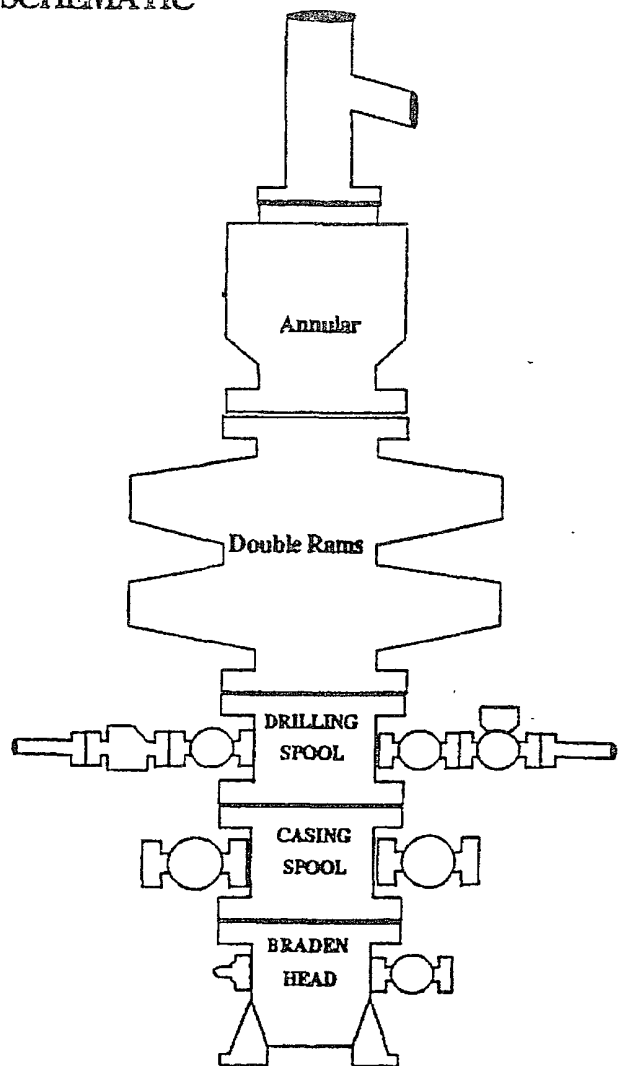 SCHEMATIC
Annular
Double Rams
DRILLING
SPOOL
CASING
SPOOL
BRADEN
HEAD